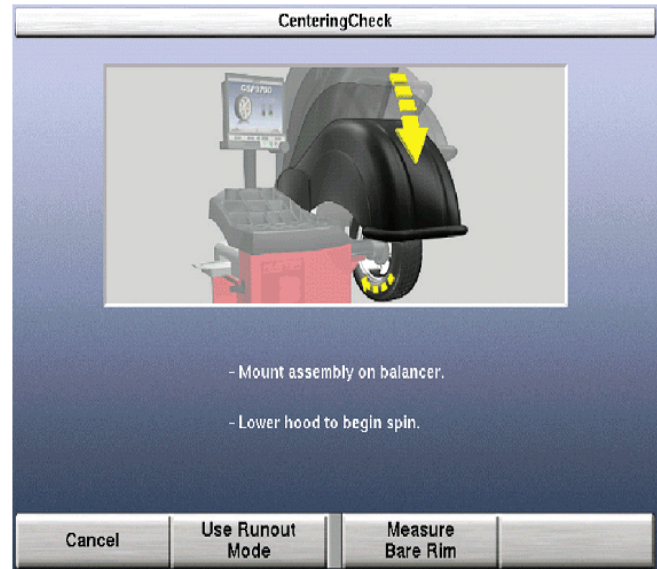 CenteringCheck
GSP9700
- Mount assembly on balancer.
- Lower hood to begin spin.
Cancel
Use Runout
Mode
Measure
Bare Rim